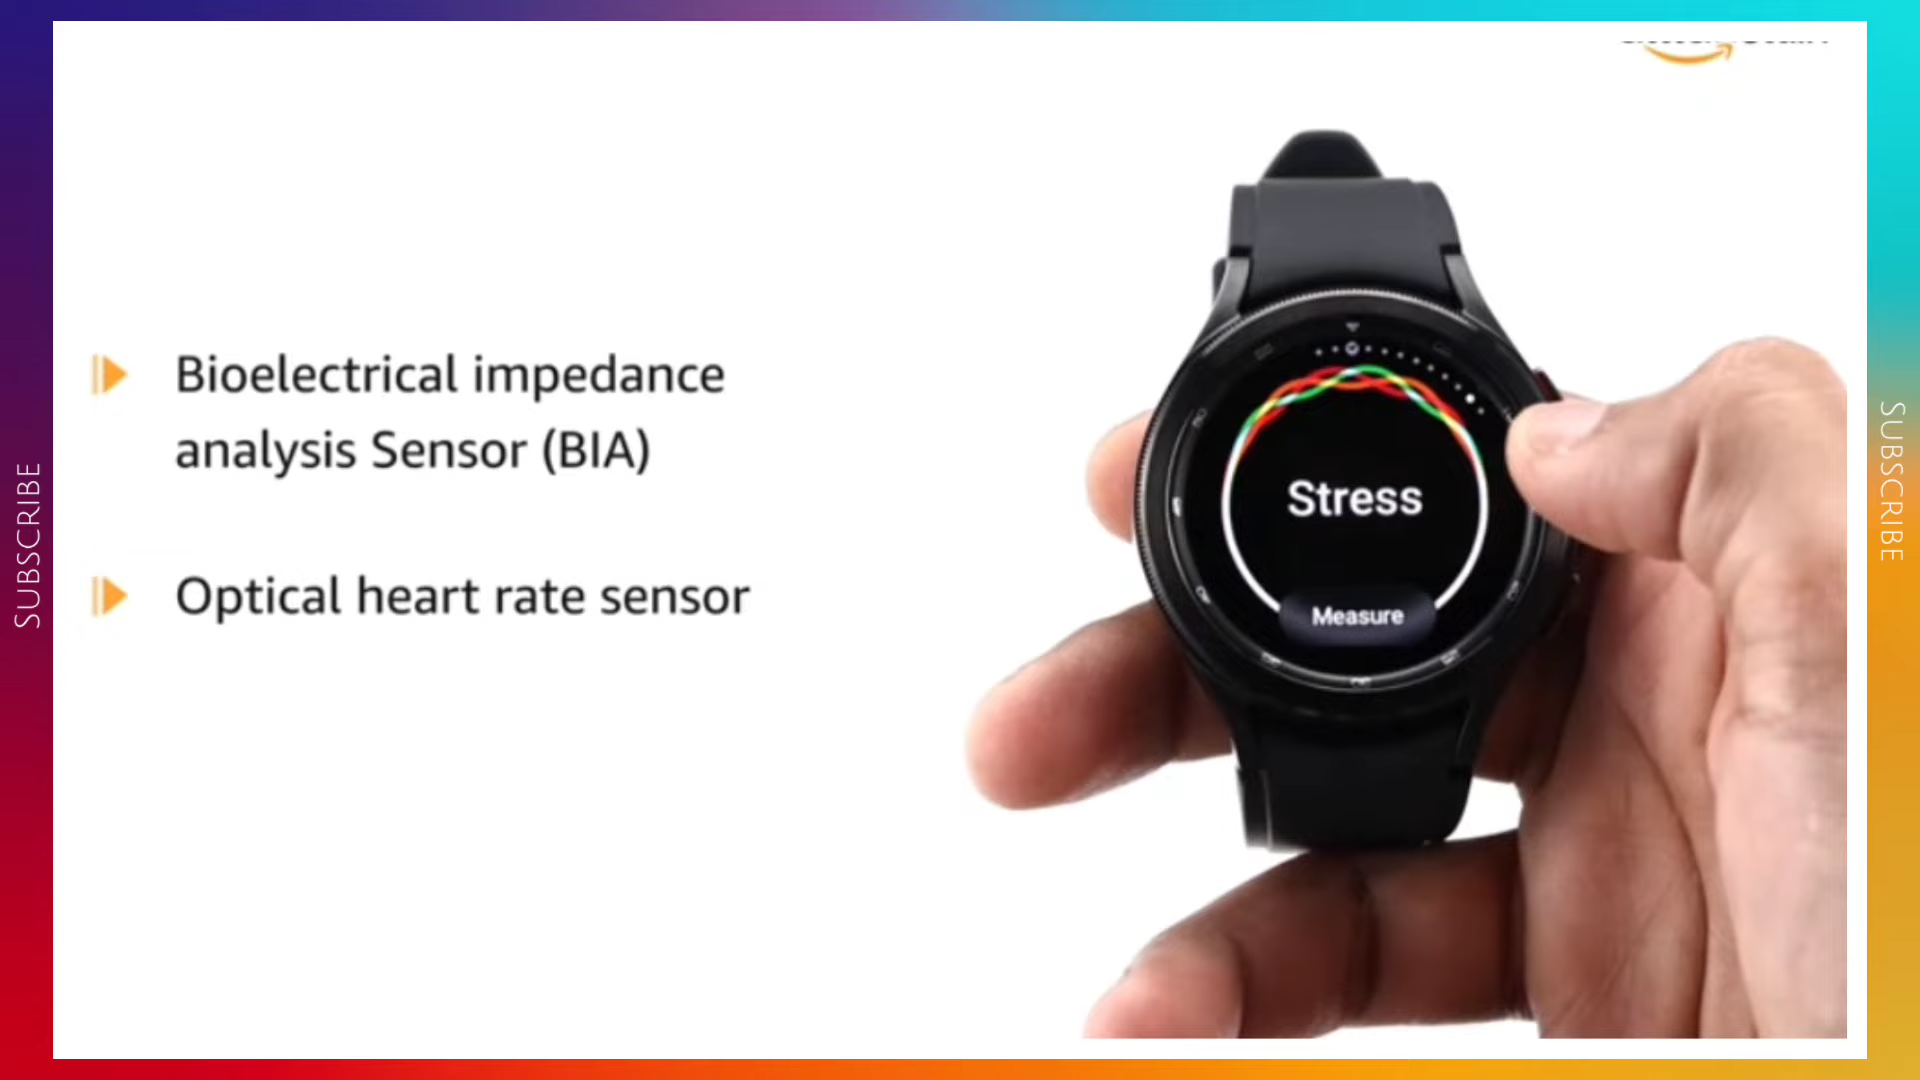 Bioelectrical impedance
analysis Sensor (BIA)
Optical heart rate sensor
Stress
Measure
SUBSCRIBE
SUBSCRIBE